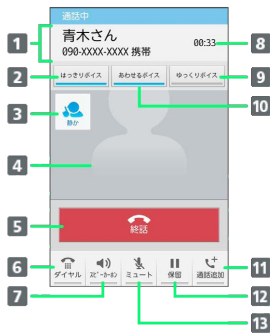 通話中
1
青木さん
090-XXXX-XXXX 携帯
00:33
8
2
はっきりボイス
あわせるボイス
ゆっくりボイス
9
10
3
静か
4
5
終話
6
ダイヤル
スピーカーホン
ミュート
保留
通話追加
11
7
12
13